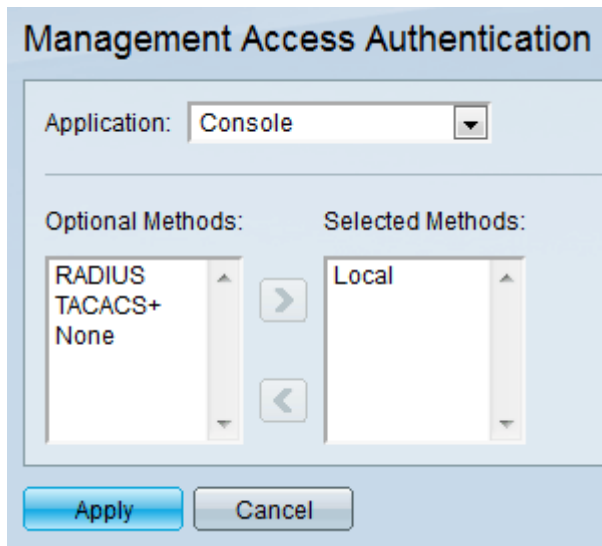 Management Access Authentication
Application: Console
Optional Methods: Selected Methods:
RADIUS Local
TACACS+
None
Apply Cancel